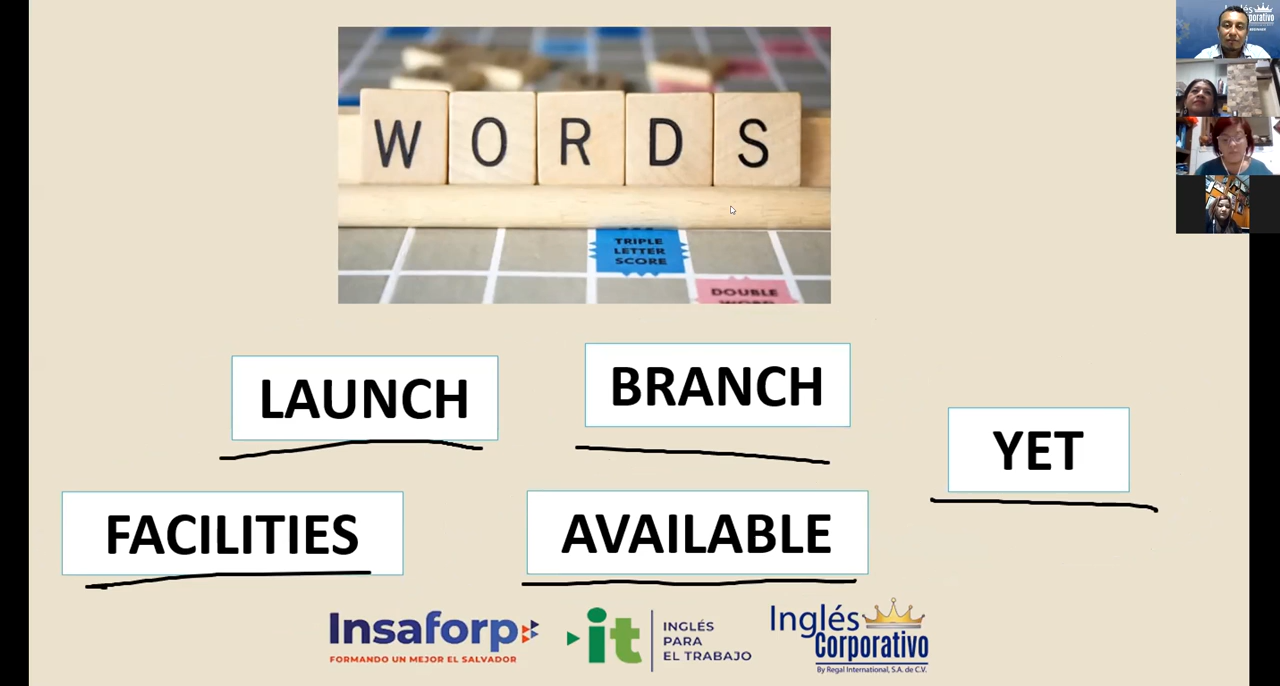 WORDS
TRIPLE
LETTER
SCORE
DOUBLE
LAUNCH
BRANCH
YET
FACILITIES
AVAILABLE
Insaforp
FORMANDO UN MEJOR EL SALVADOR
it
INGLÉS
PARA
EL TRABAJO
Inglés
Corporativo
By Regal International, S.A. de C.V.